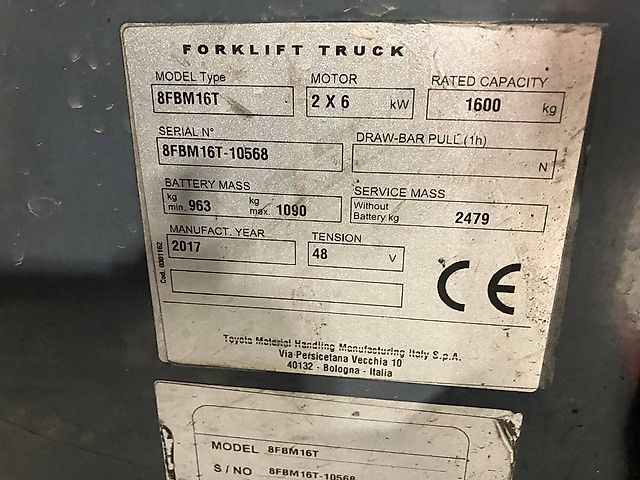 FORKLIFT TRUCK
MODEL Type MOTOR RATED CAPACITY
8FBM16T 2 X 6 kW 1600 kg
SERIAL N° DRAW-BAR PULL (1h)
8FBM16T-10568 N
BATTERY MASS SERVICE MASS
kg min. 963 kg max. 1090 Without Battery kg 2479
MANUFACT. YEAR TENSION
2017 48 V
CE
Cod. 0301162
Toyota Material Handling Manufacturing Italy S.p.A.
Via Persicetana Vecchia 10
40132 - Bologna - Italia
MODEL 8FBM16T
S / NO 8FBM16T-10568